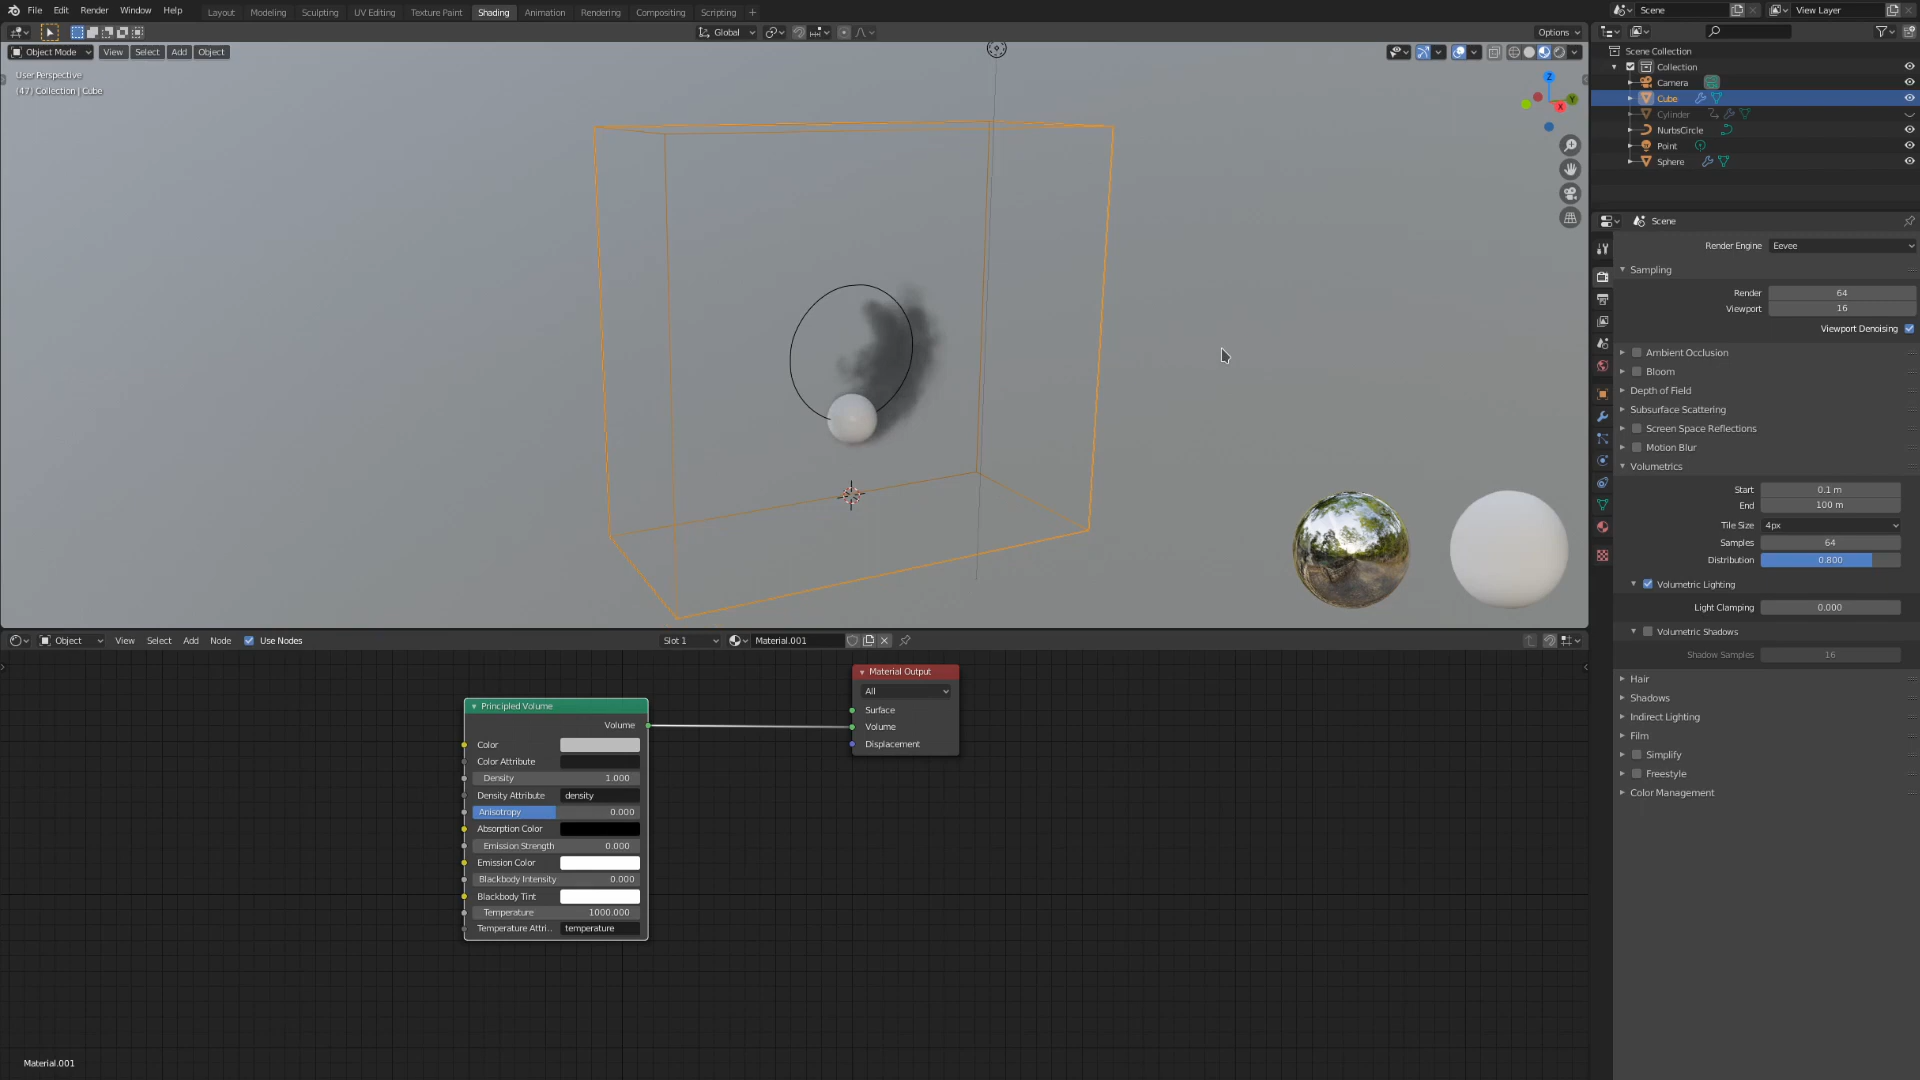 File Edit Render Window Help Layout Modeling Sculpting UV Editing Texture Paint Shading Animation Rendering Compositing Scripting + Scene View Layer
Global Options
Object Mode View Select Add Object
User Perspective
(47) Collection | Cube
Z
Y
X
Scene Collection
Collection
Camera
Cube
Cylinder
NurbsCircle
Point
Sphere
Scene
Render Engine Eevee
Sampling
Render 64
Viewport 16
Viewport Denoising
Ambient Occlusion
Bloom
Depth of Field
Subsurface Scattering
Screen Space Reflections
Motion Blur
Volumetrics
Start 0.1 m
End 100 m
Tile Size 4px
Samples 64
Distribution 0.800
Volumetric Lighting
Light Clamping 0.000
Volumetric Shadows
Shadow Samples 16
Hair
Shadows
Indirect Lighting
Film
Simplify
Freestyle
Color Management
Object View Select Add Node Use Nodes Slot 1 Material.001
Material Output
All
Surface
Volume
Displacement
Principled Volume
Volume
Color
Color Attribute
Density 1.000
Density Attribute density
Anisotropy 0.000
Absorption Color
Emission Strength 0.000
Emission Color
Blackbody Intensity 0.000
Blackbody Tint
Temperature 1000.000
Temperature Attri.. temperature
Material.001